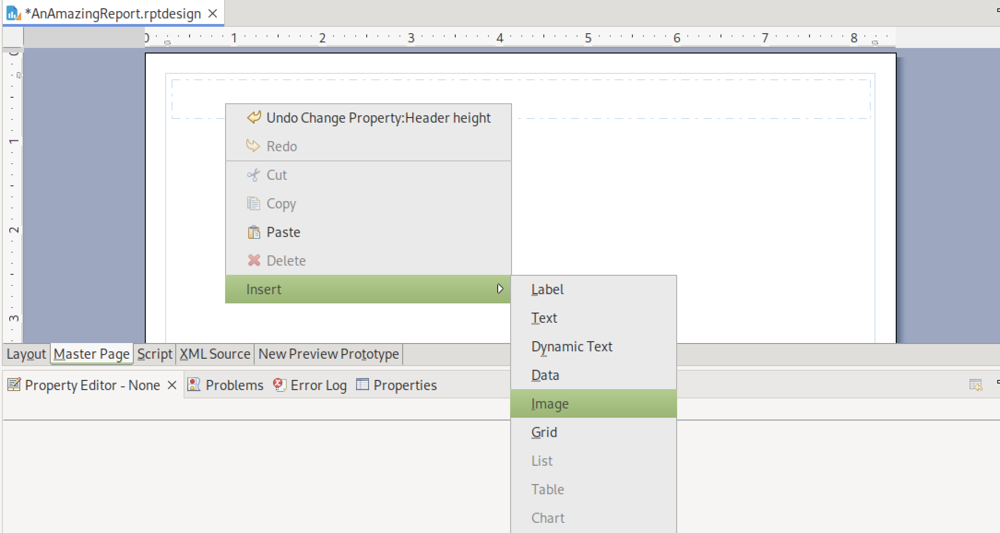 *AnAmazingReport.rptdesign
0 1 2 3 4 5 6 7 8
0
1
2
3
Undo Change Property:Header height
Redo
Cut
Copy
Paste
Delete
Insert
Label
Text
Dynamic Text
Data
Image
Grid
List
Table
Chart
Layout Master Page Script XML Source New Preview Prototype
Property Editor - None Problems Error Log Properties